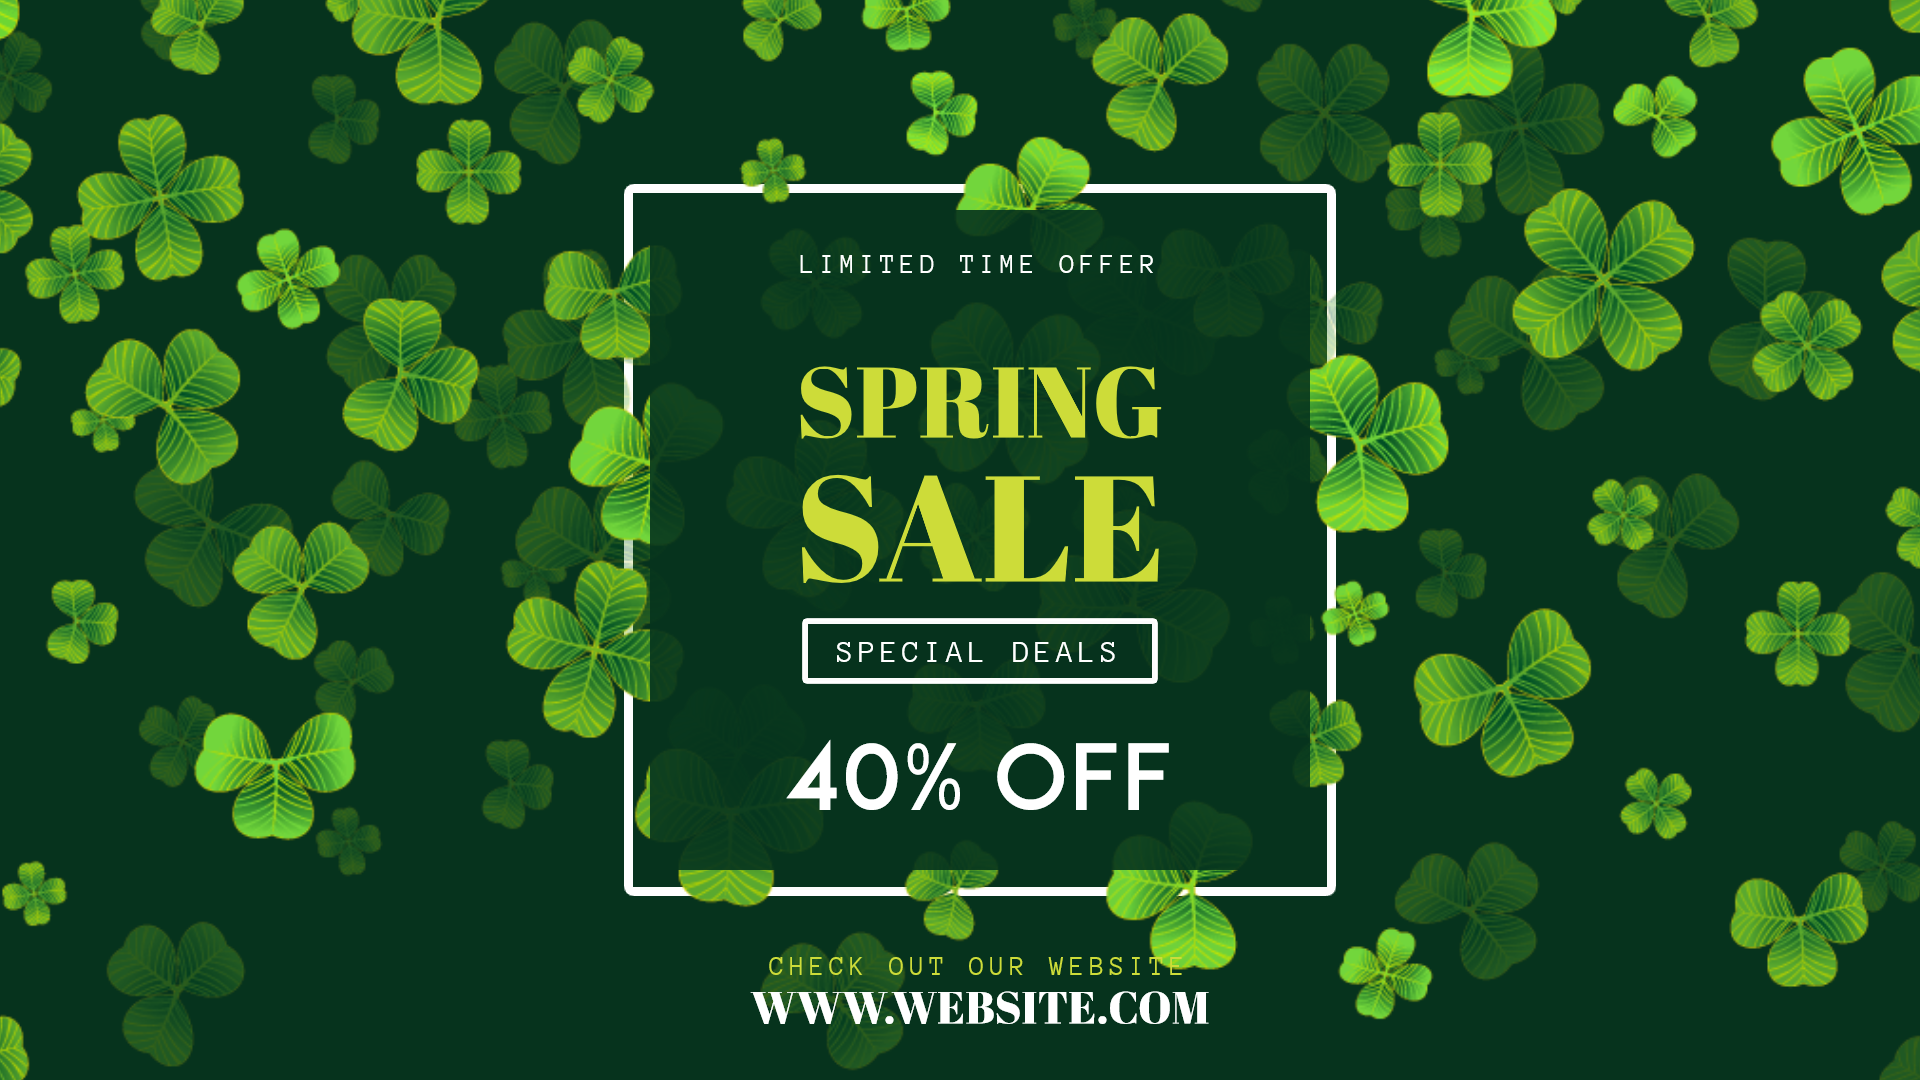 LIMITED TIME OFFER
SPRING
SALE
SPECIAL DEALS
40% OFF
CHECK OUT OUR WEBSITE
WWW.WEBSITE.COM